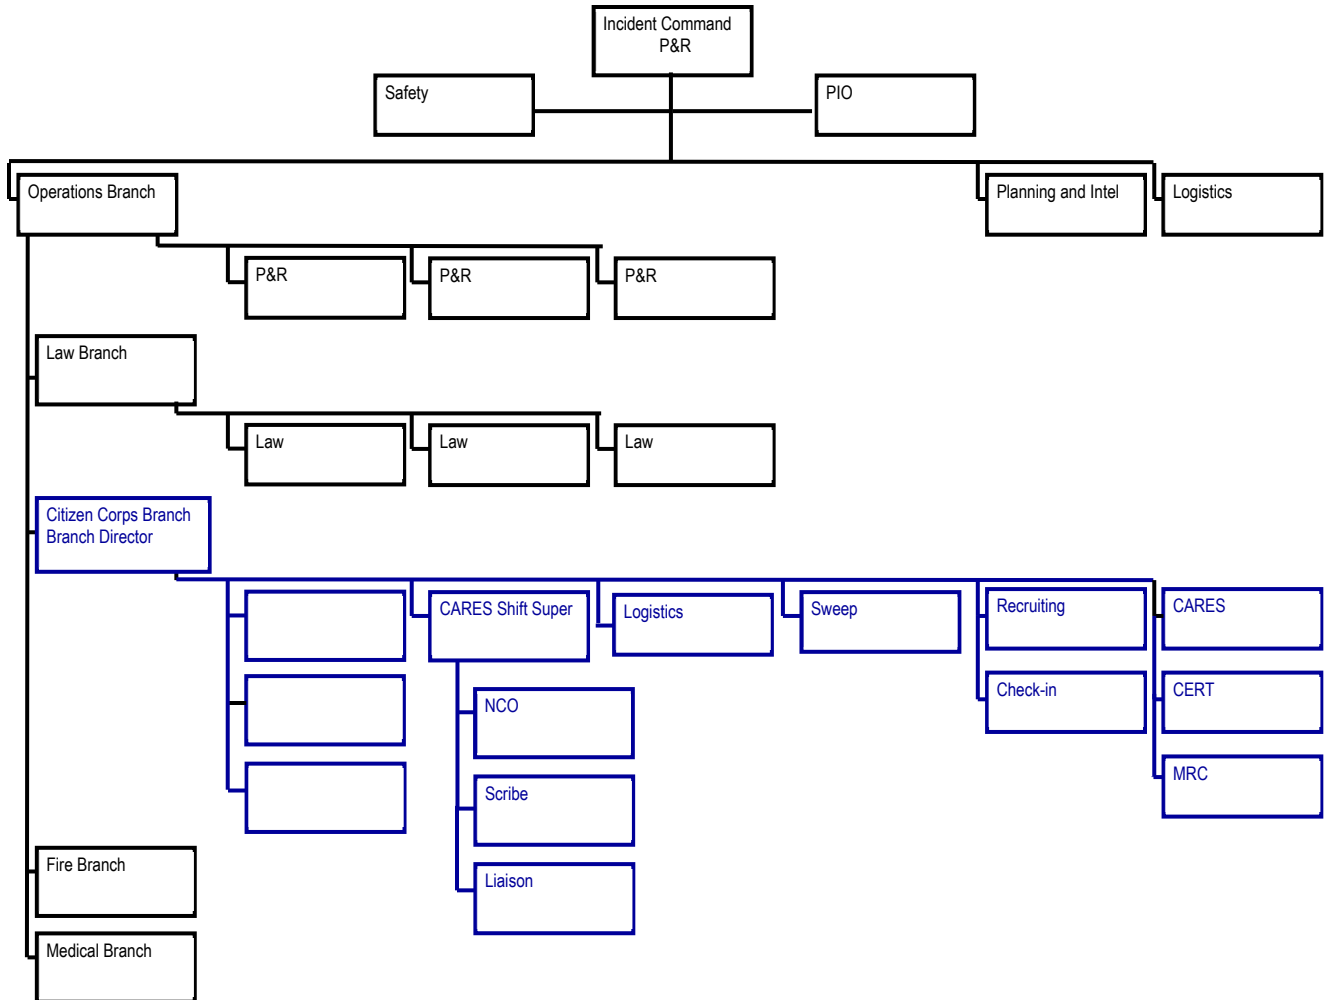 Incident Command
P&R
Safety
PIO
Operations Branch
Planning and Intel
Logistics
P&R
P&R
P&R
Law Branch
Law
Law
Law
Citizen Corps Branch
Branch Director
CARES Shift Super
Logistics
Sweep
Recruiting
CARES
Check-in
CERT
NCO
MRC
Scribe
Liaison
Fire Branch
Medical Branch